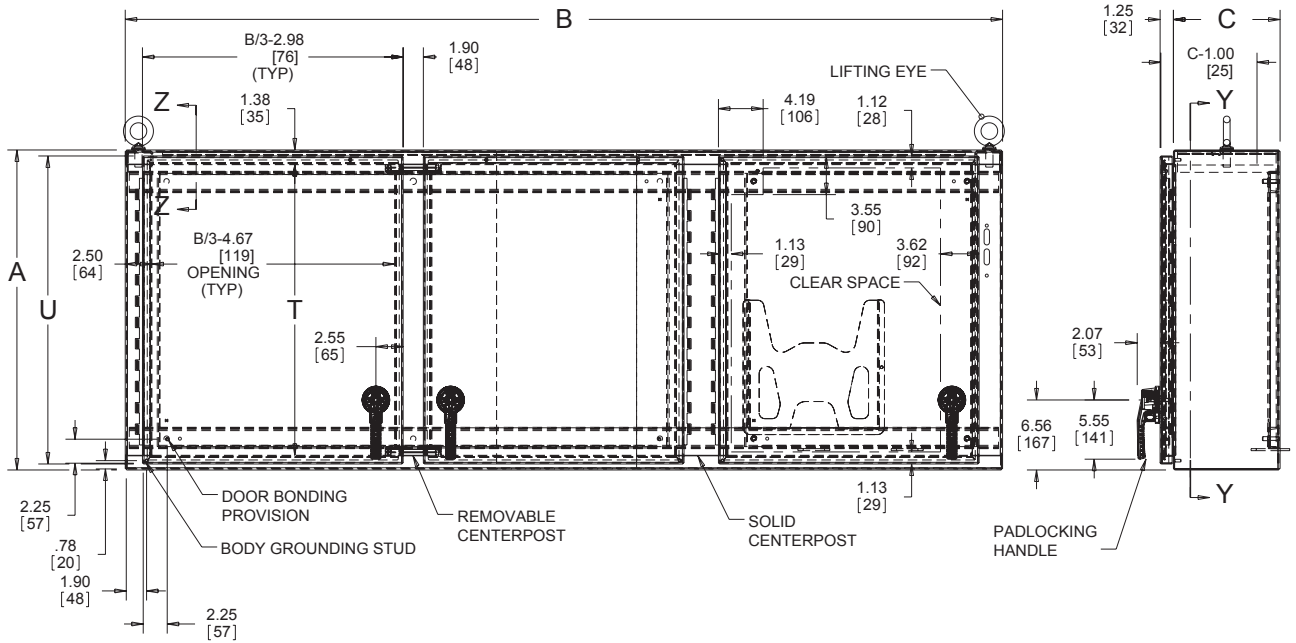 B
1.25
[32]
C
B/3-2.98
[76]
(TYP)
1.90
[48]
C-1.00
[25]
LIFTING EYE
Z
1.38
[35]
4.19
[106]
1.12
[28]
Y
Z
3.55
[90]
B/3-4.67
[119]
OPENING
(TYP)
2.50
[64]
1.13
[29]
3.62
[92]
A
U
T
CLEAR SPACE
2.55
[65]
2.07
[53]
6.56
[167]
5.55
[141]
2.25
[57]
DOOR BONDING
PROVISION
REMOVABLE
CENTERPOST
SOLID
CENTERPOST
1.13
[29]
Y
PADLOCKING
HANDLE
.78
[20]
BODY GROUNDING STUD
1.90
[48]
2.25
[57]